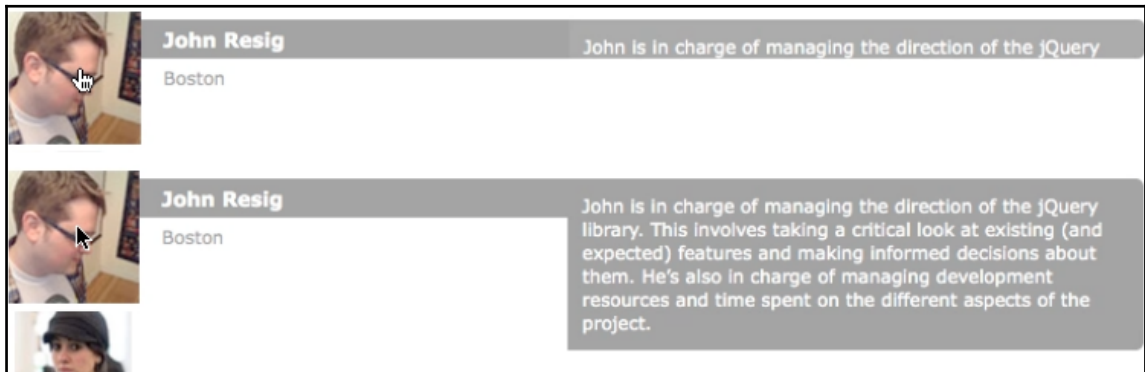 John Resig
John is in charge of managing the direction of the jQuery
Boston
John Resig
Boston
John is in charge of managing the direction of the jQuery
library. This involves taking a critical look at existing (and
expected) features and making informed decisions about
them. He's also in charge of managing development
resources and time spent on the different aspects of the
project.